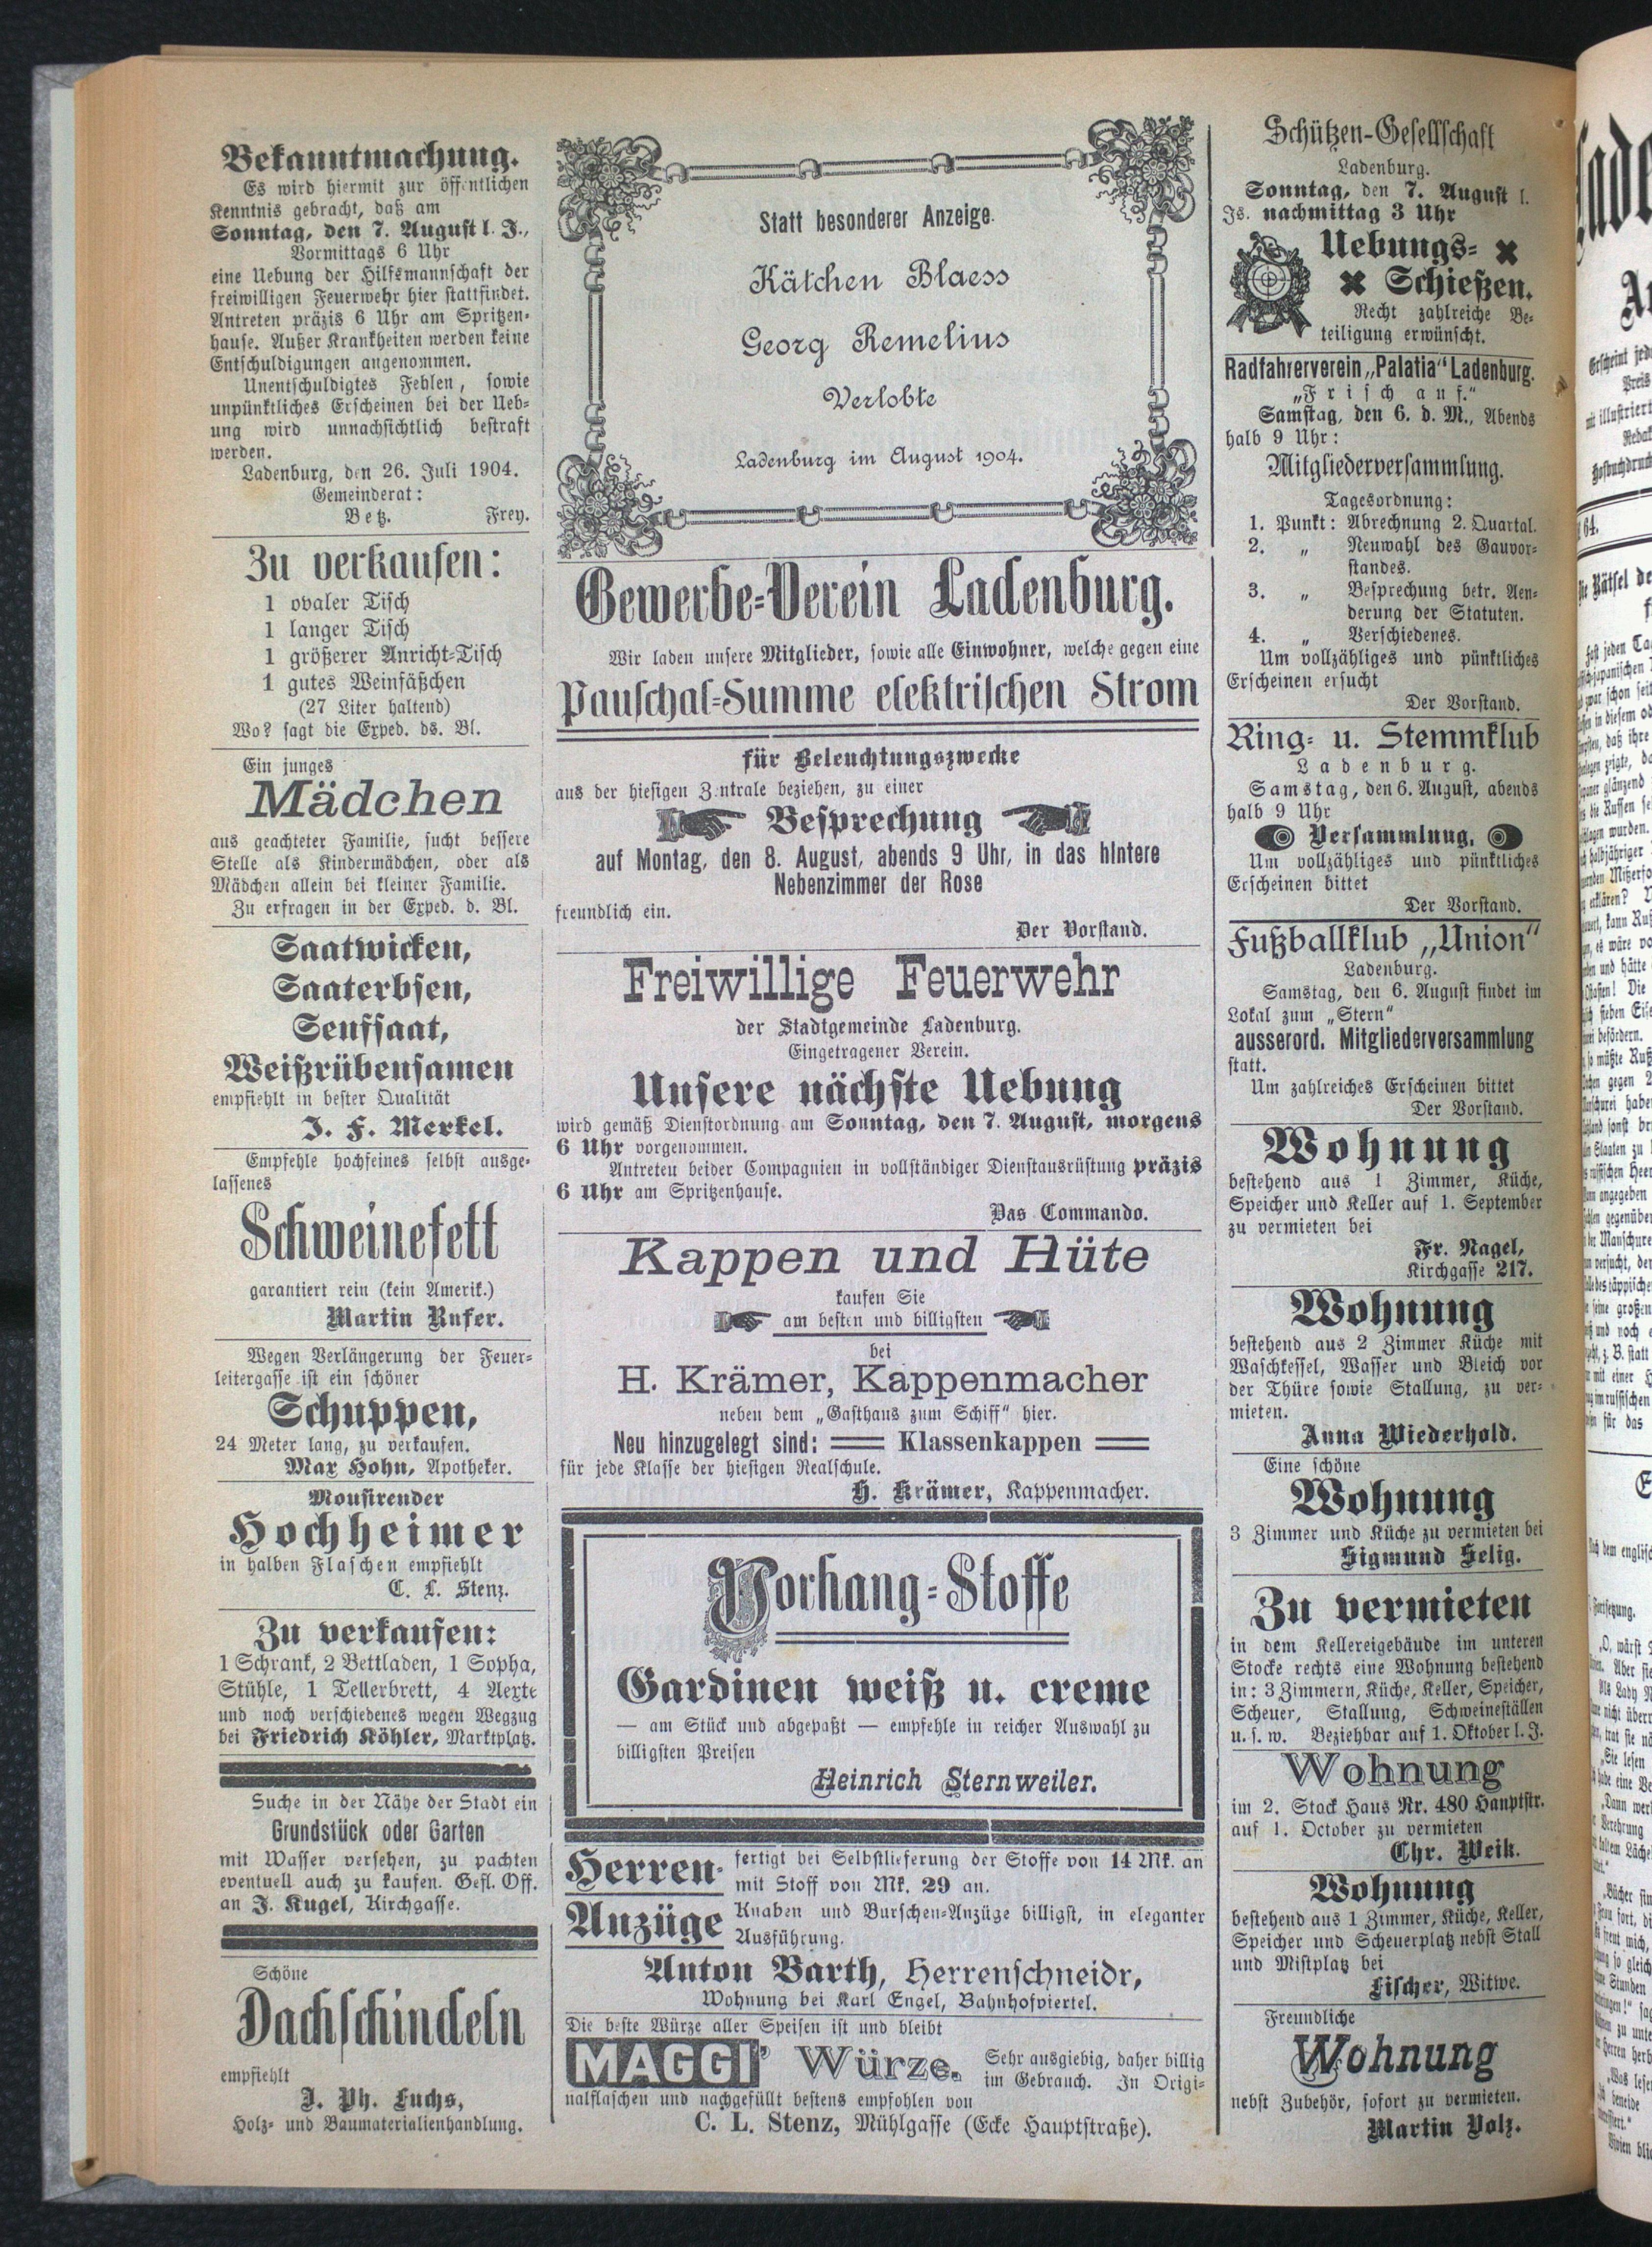 Bekanntmachung.
Es wird hiermit zur öffentlichen
Kenntnis gebracht, daß am
Sonntag, den 7. August l. J.,
Vormittags 6 Uhr
eine Uebung der Hilfsmannschaft der
freiwilligen Feuerwehr hier stattfindet.
Antreten präzis 6 Uhr am Spritzen-
hause. Außer Krankheiten werden keine
Entschuldigungen angenommen.
Unentschuldigtes Fehlen, sowie
unpünktliches Erscheinen bei der Ueb-
ung wird unnachsichtlich bestraft
werden.
Ladenburg, den 26. Juli 1904.
Gemeinderat:
Betz. Frey.
Zu verkaufen:
1 ovaler Tisch
1 langer Tisch
1 größerer Anricht-Tisch
1 gutes Weinfäßchen
(27 Liter haltend)
Wo? sagt die Exped. ds. Bl.
Ein junges
Mädchen
aus geachteter Familie, sucht bessere
Stelle als Kindermädchen, oder als
Mädchen allein bei kleiner Familie.
Zu erfragen in der Exped. d. Bl.
Saatwicken,
Saaterbsen,
Senfsaat,
Weißrübensamen
empfiehlt in bester Qualität
J. F. Merkel.
Empfehle hochfeines selbst ausge-
lassenes
Schweinefett
garantiert rein (kein Amerik.)
Martin Rufer.
Wegen Verlängerung der Feuer-
leitergasse ist ein schöner
Schuppen,
24 Meter lang, zu verkaufen.
Max Hohn, Apotheker.
Mousirender
Hochheimer
in halben Flaschen empfiehlt
C. L. Stenz.
Zu verkaufen:
1 Schrank, 2 Bettladen, 1 Sopha,
Stühle, 1 Tellerbrett, 4 Aexte
und noch verschiedenes wegen Wegzug
bei Friedrich Köhler, Marktplatz.
Suche in der Nähe der Stadt ein
Grundstück oder Garten
mit Wasser versehen, zu pachten
eventuell auch zu kaufen. Gefl. Off.
an J. Kugel, Kirchgasse.
Schöne
Dachschindeln
empfiehlt
J. Ph. Fuchs,
Holz- und Baumaterialienhandlung.
Statt besonderer Anzeige.
Kätchen Blaess
Georg Remelius
Verlobte
Ladenburg im August 1904.
Gewerbe-Verein Ladenburg.
Wir laden unsere Mitglieder, sowie alle Einwohner, welche gegen eine
Pauschal-Summe elektrischen Strom
für Beleuchtungszwecke
aus der hiesigen Zentrale beziehen, zu einer
Besprechung
auf Montag, den 8. August, abends 9 Uhr, in das hintere
Nebenzimmer der Rose
freundlich ein.
Der Vorstand.
Freiwillige Feuerwehr
der Stadtgemeinde Ladenburg.
Eingetragener Verein.
Unsere nächste Uebung
wird gemäß Dienstordnung am Sonntag, den 7. August, morgens
6 Uhr vorgenommen.
Antreten beider Compagnien in vollständiger Dienstausrüstung präzis
6 Uhr am Spritzenhause.
Das Commando.
Kappen und Hüte
kaufen Sie
am besten und billigsten
bei
H. Krämer, Kappenmacher
neben dem „Gasthaus zum Schiff“ hier.
Neu hinzugelegt sind: Klassenkappen
für jede Klasse der hiesigen Realschule.
H. Krämer, Kappenmacher.
Vorhang-Stoffe
Gardinen weiß u. creme
— am Stück und abgepaßt — empfehle in reicher Auswahl zu
billigsten Preisen
Heinrich Sternweiler.
Herren-
Anzüge
fertigt bei Selbstlieferung der Stoffe von 14 Mk. an
mit Stoff von Mk. 29 an.
Knaben und Burschen-Anzüge billigst, in eleganter
Ausführung.
Anton Barth, Herrenschneidr,
Wohnung bei Karl Engel, Bahnhofviertel.
Die beste Würze aller Speisen ist und bleibt
MAGGI' Würze. Sehr ausgiebig, daher billig
im Gebrauch. In Origi-
nalflaschen und nachgefüllt bestens empfohlen von
C. L. Stenz, Mühlgasse (Ecke Hauptstraße).
Schützen-Gesellschaft
Ladenburg.
Sonntag, den 7. August l.
Js. nachmittag 3 Uhr
Uebungs-
Schießen.
Recht zahlreiche Be-
teiligung erwünscht.
Radfahrerverein „Palatia“ Ladenburg.
„Frisch auf.“
Samstag, den 6. d. M., Abends
halb 9 Uhr:
Mitgliederversammlung.
Tagesordnung:
1. Punkt: Abrechnung 2. Quartal.
2. „ Neuwahl des Gauvor-
standes.
3. „ Besprechung betr. Aen-
derung der Statuten.
4. „ Verschiedenes.
Um vollzähliges und pünktliches
Erscheinen ersucht
Der Vorstand.
Ring- u. Stemmklub
Ladenburg.
Samstag, den 6. August, abends
halb 9 Uhr
Versammlung.
Um vollzähliges und pünktliches
Erscheinen bittet
Der Vorstand.
Fußballklub „Union“
Ladenburg.
Samstag, den 6. August findet im
Lokal zum „Stern“
ausserord. Mitgliederversammlung
statt.
Um zahlreiches Erscheinen bittet
Der Vorstand.
Wohnung
bestehend aus 1 Zimmer, Küche,
Speicher und Keller auf 1. September
zu vermieten bei
Fr. Nagel,
Kirchgasse 217.
Wohnung
bestehend aus 2 Zimmer Küche mit
Waschkessel, Wasser und Bleich vor
der Thüre sowie Stallung, zu ver-
mieten.
Anna Wiederhold.
Eine schöne
Wohnung
3 Zimmer und Küche zu vermieten bei
Sigmund Selig.
Zu vermieten
in dem Kellereigebäude im unteren
Stocke rechts eine Wohnung bestehend
in: 3 Zimmern, Küche, Keller, Speicher,
Scheuer, Stallung, Schweineställen
u. s. w. Beziehbar auf 1. Oktober l. J.
Wohnung
im 2. Stock Haus Nr. 480 Hauptstr.
auf 1. October zu vermieten
Chr. Weik.
Wohnung
bestehend aus 1 Zimmer, Küche, Keller,
Speicher und Scheuerplatz nebst Stall
und Mistplatz bei
Fischer, Witwe.
Freundliche
Wohnung
nebst Zubehör, sofort zu vermieten.
Martin Volz.